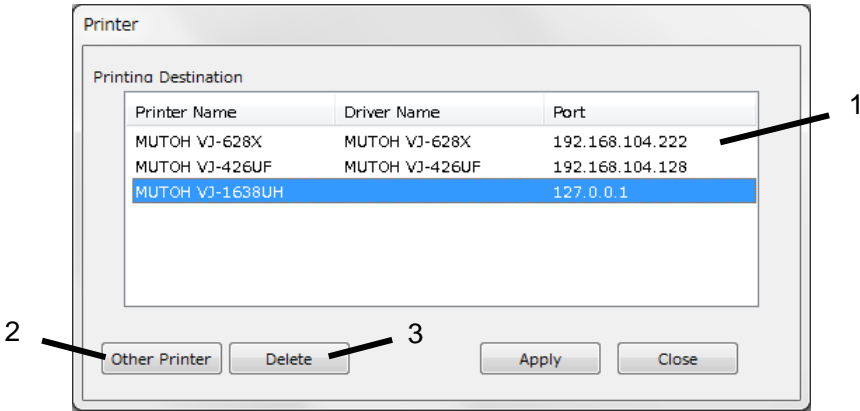 Printer
Printing Destination
Printer Name Driver Name Port
MUTOH VJ-628X MUTOH VJ-628X 192.168.104.222
MUTOH VJ-426UF MUTOH VJ-426UF 192.168.104.128
MUTOH VJ-1638UH 127.0.0.1
1
2
3
Other Printer Delete Apply Close